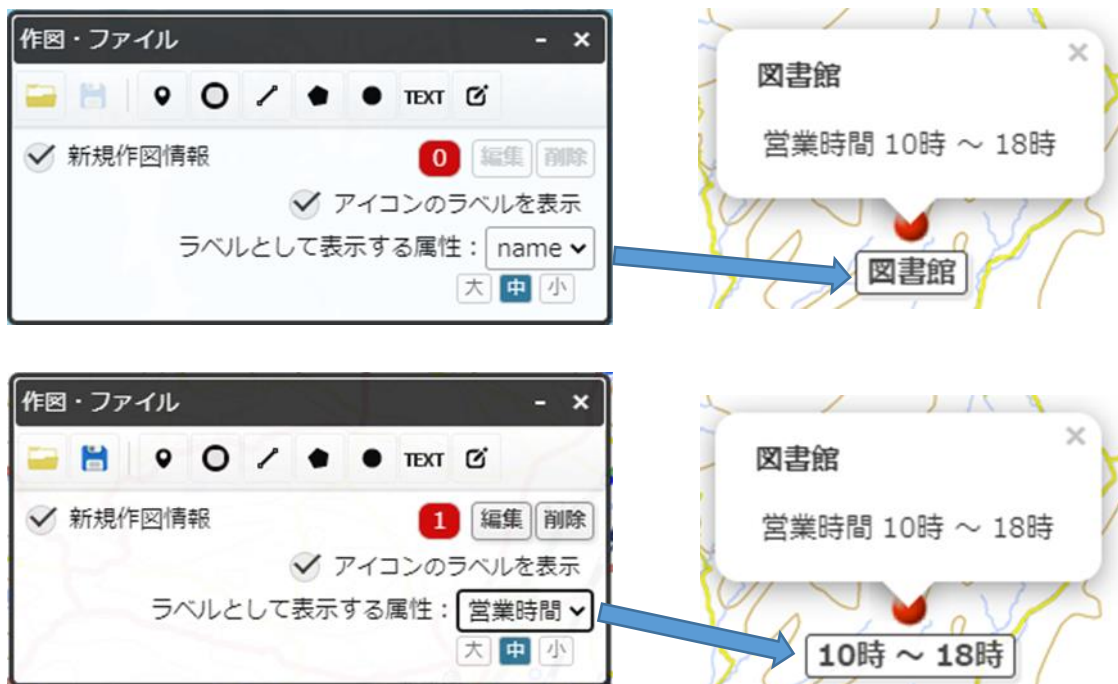 作図・ファイル
TEXT
新規作図情報 0 編集 削除
アイコンのラベルを表示
ラベルとして表示する属性： name
大 中 小
図書館
営業時間 10時 ～ 18時
図書館
作図・ファイル
TEXT
新規作図情報 1 編集 削除
アイコンのラベルを表示
ラベルとして表示する属性： 営業時間
大 中 小
図書館
営業時間 10時 ～ 18時
10時 ～ 18時